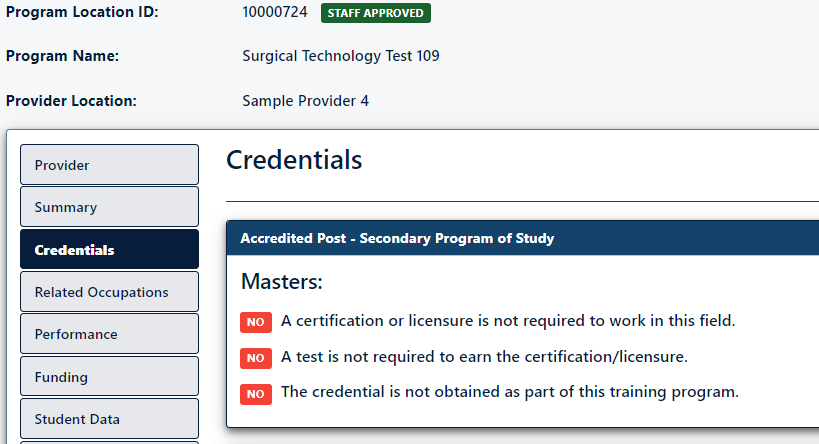 Program Location ID: 10000724 STAFF APPROVED
Program Name: Surgical Technology Test 109
Provider Location: Sample Provider 4
Provider
Summary
Credentials
Related Occupations
Performance
Funding
Student Data
Credentials
Accredited Post - Secondary Program of Study
Masters:
NO A certification or licensure is not required to work in this field.
NO A test is not required to earn the certification/licensure.
NO The credential is not obtained as part of this training program.